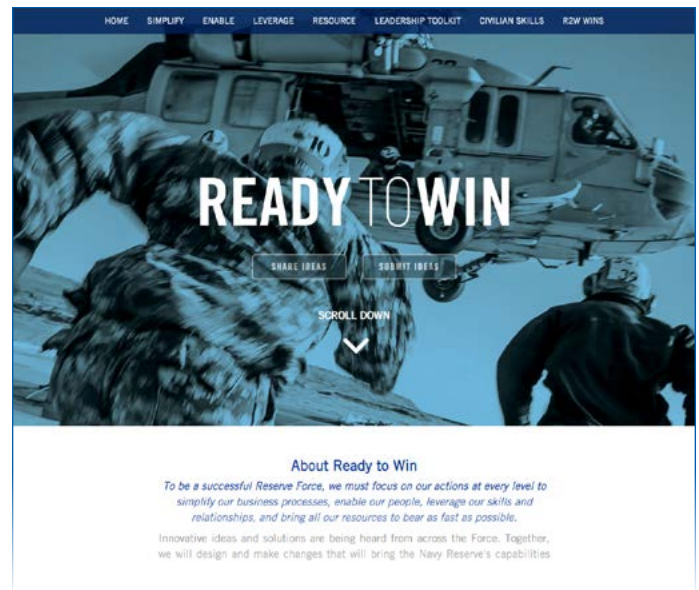 HOME SIMPLIFY ENABLE LEVERAGE RESOURCE LEADERSHIP TOOLKIT CIVILIAN SKILLS R2W WINS
10
READYTOWIN
SHARE IDEAS SUBMIT IDEAS
32
SCROLL DOWN
About Ready to Win
To be a successful Reserve Force, we must focus on our actions at every level to
simplify our business processes, enable our people, leverage our skills and
relationships, and bring all our resources to bear as fast as possible.
Innovative ideas and solutions are being heard from across the Force. Together,
we will design and make changes that will bring the Navy Reserve's capabilities